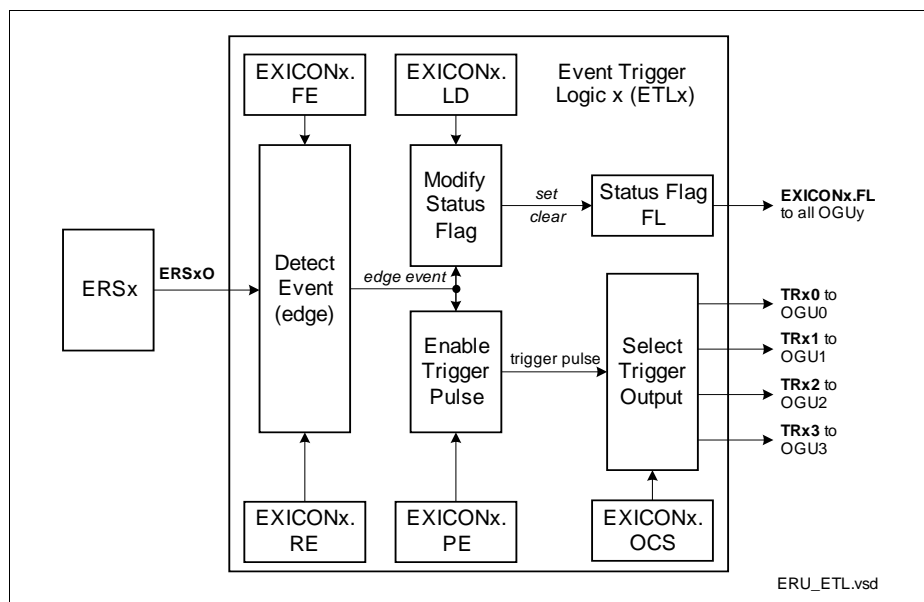 EXICONx.
FE
EXICONx.
LD
Event Trigger
Logic x (ETLx)
Modify
Status
Flag
set
clear
Status Flag
FL
EXICONx.FL
to all OGUy
ERSx
ERSxO
Detect
Event
(edge)
edge event
Enable
Trigger
Pulse
trigger pulse
Select
Trigger
Output
TRx0 to
OGU0
TRx1 to
OGU1
TRx2 to
OGU2
TRx3 to
OGU3
EXICONx.
RE
EXICONx.
PE
EXICONx.
OCS
ERU_ETL.vsd